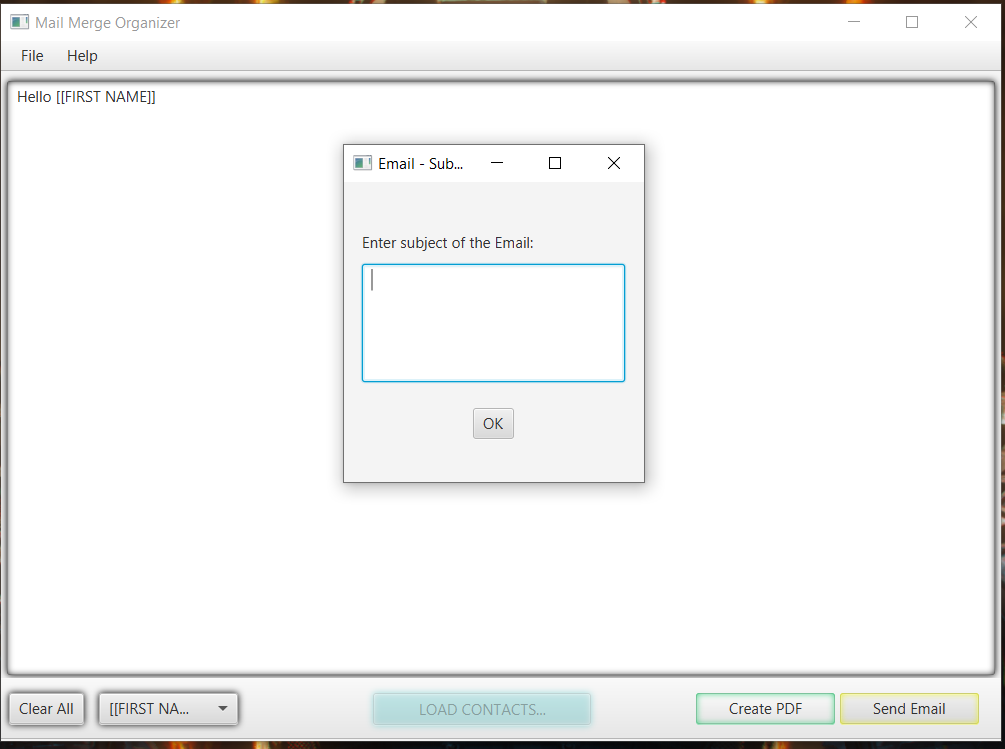 Mail Merge Organizer
File Help
Hello [[FIRST NAME]]
Email - Sub...
Enter subject of the Email:
OK
Clear All [[FIRST NA... LOAD CONTACTS... Create PDF Send Email